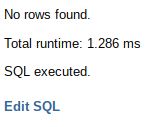 No rows found.
Total runtime: 1.286 ms
SQL executed.
Edit SQL